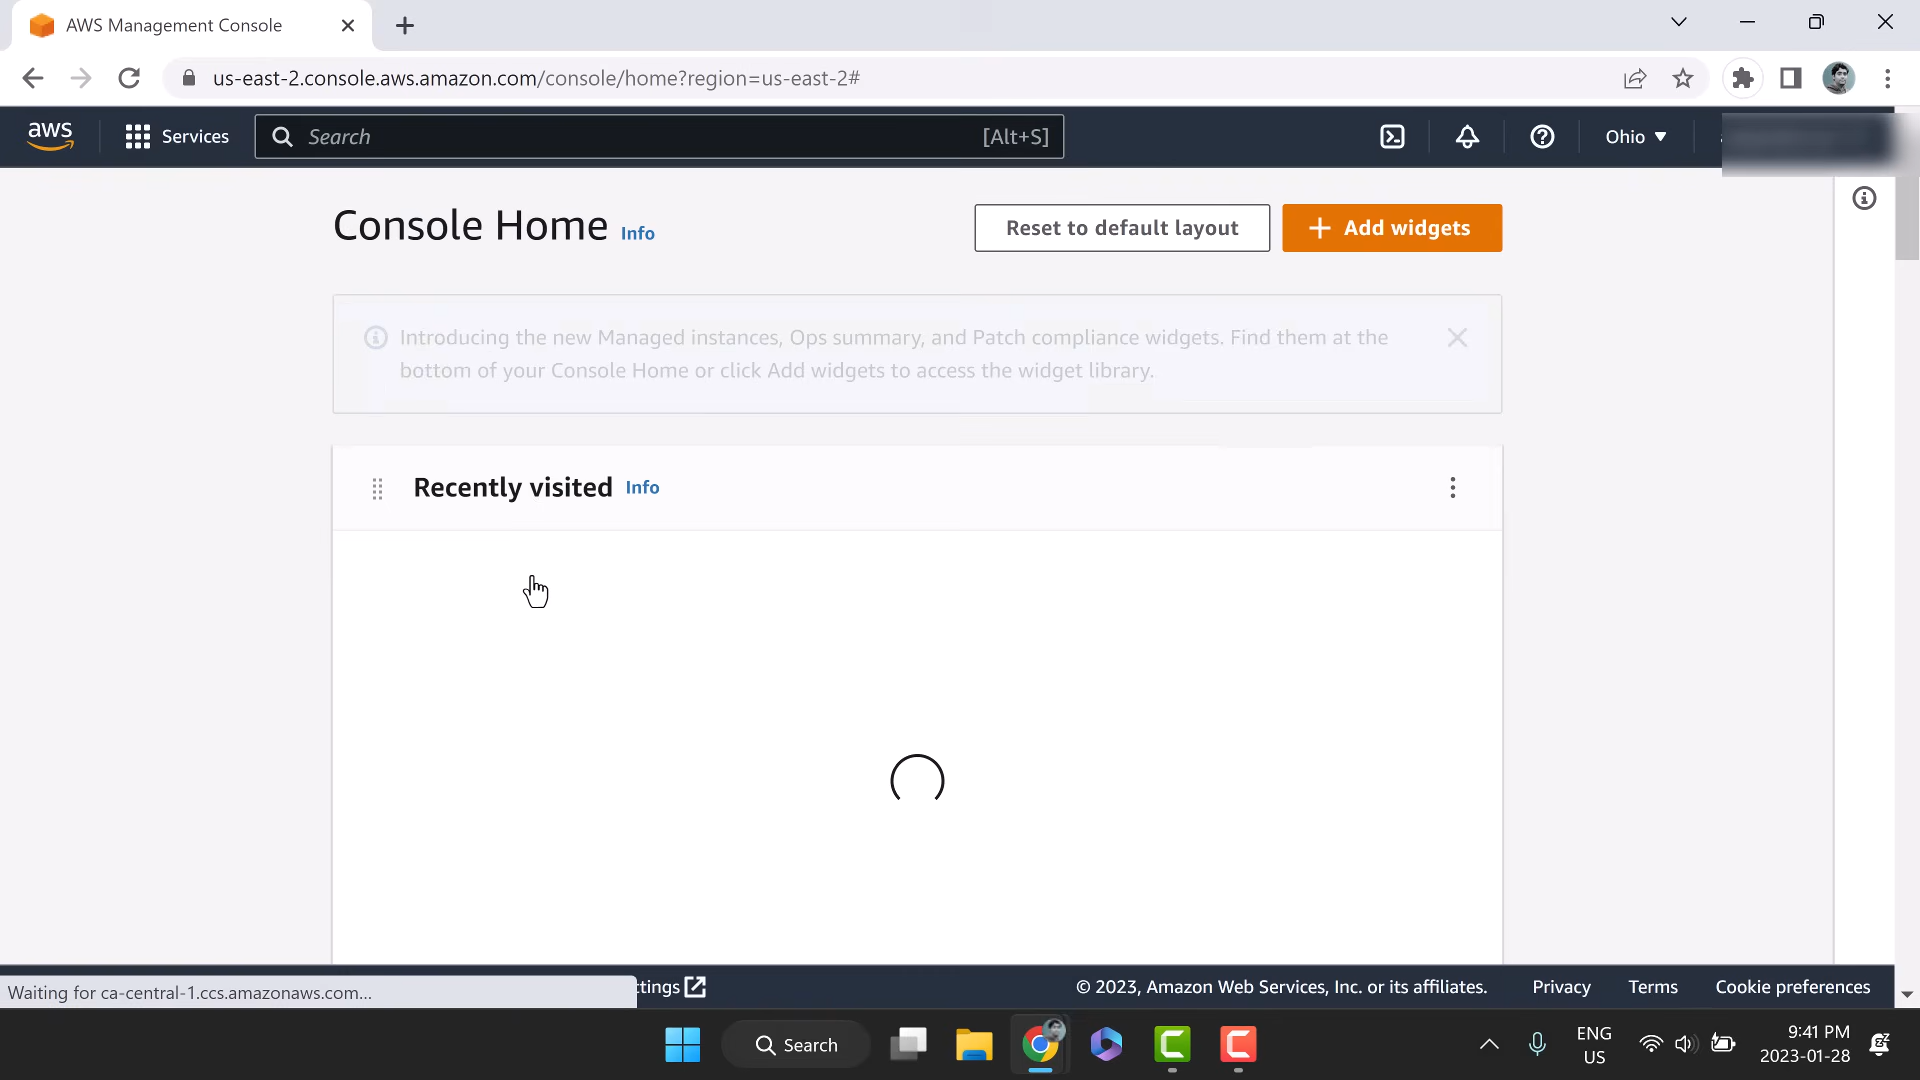 AWS Management Console
us-east-2.console.aws.amazon.com/console/home?region=us-east-2#
aws
Services
Search
[Alt+S]
Ohio
Console Home Info
Reset to default layout
Add widgets
Introducing the new Managed instances, Ops summary, and Patch compliance widgets. Find them at the
bottom of your Console Home or click Add widgets to access the widget library.
Recently visited Info
Waiting for ca-central-1.ccs.amazonaws.com...
© 2023, Amazon Web Services, Inc. or its affiliates.
Privacy
Terms
Cookie preferences
Search
ENG
US
9:41 PM
2023-01-28